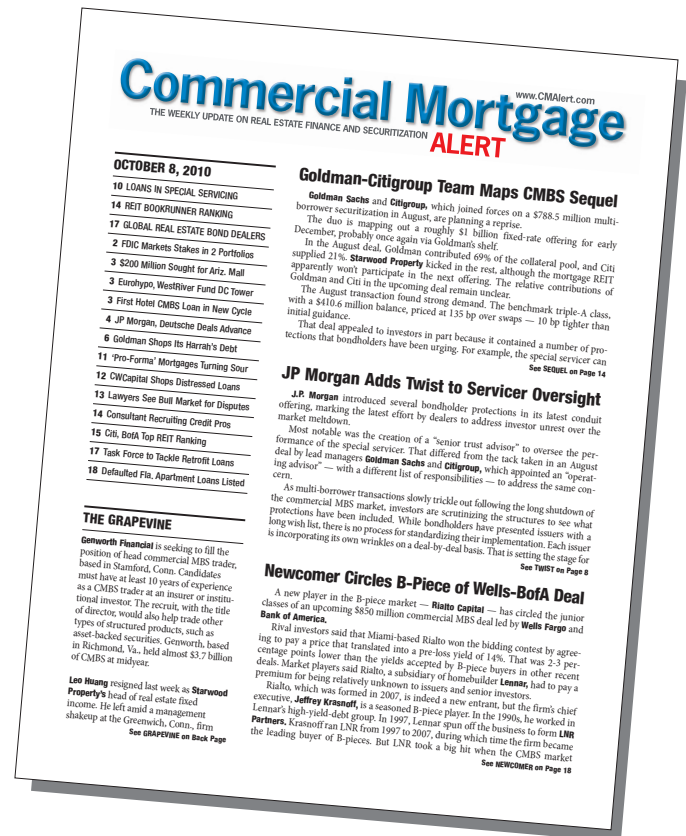 www.CMAlert.com
Commercial Mortgage
THE WEEKLY UPDATE ON REAL ESTATE FINANCE AND SECURITIZATION
ALERT
OCTOBER 8, 2010
10 LOANS IN SPECIAL SERVICING
14 REIT BOOKRUNNER RANKING
17 GLOBAL REAL ESTATE BOND DEALERS
2 FDIC Markets Stakes in 2 Portfolios
3 $200 Million Sought for Ariz. Mall
3 Eurohypo, WestRiver Fund DC Tower
3 First Hotel CMBS Loan in New Cycle
4 JP Morgan, Deutsche Deals Advance
6 Goldman Shops Its Harrah's Debt
11 'Pro-Forma' Mortgages Turning Sour
12 CWCapital Shops Distressed Loans
13 Lawyers See Bull Market for Disputes
14 Consultant Recruiting Credit Pros
15 Citi, BofA Top REIT Ranking
17 Task Force to Tackle Retrofit Loans
18 Defaulted Fla. Apartment Loans Listed
THE GRAPEVINE
Genworth Financial is seeking to fill the
position of head commercial MBS trader,
based in Stamford, Conn. Candidates
must have at least 10 years of experience
as a CMBS trader at an insurer or institu-
tional investor. The recruit, with the title
of director, would also help trade other
types of structured products, such as
asset-backed securities. Genworth, based
in Richmond, Va., held almost $3.7 billion
of CMBS at midyear.
Leo Huang resigned last week as Starwood
Property's head of real estate fixed
income. He left amid a management
shakeup at the Greenwich, Conn., firm
See GRAPEVINE on Back Page
Goldman-Citigroup Team Maps CMBS Sequel
Goldman Sachs and Citigroup, which joined forces on a $788.5 million multi-
borrower securitization in August, are planning a reprise.
The duo is mapping out a roughly $1 billion fixed-rate offering for early
December, probably once again via Goldman's shelf.
In the August deal, Goldman contributed 69% of the collateral pool, and Citi
supplied 21%. Starwood Property kicked in the rest, although the mortgage REIT
apparently won't participate in the next offering. The relative contributions of
Goldman and Citi in the upcoming deal remain unclear.
The August transaction found strong demand. The benchmark triple-A class,
with a $410.6 million balance, priced at 135 bp over swaps — 10 bp tighter than
initial guidance.
That deal appealed to investors in part because it contained a number of pro-
tections that bondholders have been urging. For example, the special servicer can
See SEQUEL on Page 14
JP Morgan Adds Twist to Servicer Oversight
J.P. Morgan introduced several bondholder protections in its latest conduit
offering, marking the latest effort by dealers to address investor unrest over the
market meltdown.
Most notable was the creation of a "senior trust advisor" to oversee the per-
formance of the special servicer. That differed from the tack taken in an August
deal by lead managers Goldman Sachs and Citigroup, which appointed an "operat-
ing advisor" — with a different list of responsibilities — to address the same con-
cern.
As multi-borrower transactions slowly trickle out following the long shutdown of
the commercial MBS market, investors are scrutinizing the structures to see what
protections have been included. While bondholders have presented issuers with a
long wish list, there is no process for standardizing their implementation. Each issuer
is incorporating its own wrinkles on a deal-by-deal basis. That is setting the stage for
See TWIST on Page 8
Newcomer Circles B-Piece of Wells-BofA Deal
A new player in the B-piece market — Rialto Capital — has circled the junior
classes of an upcoming $850 million commercial MBS deal led by Wells Fargo and
Bank of America.
Rival investors said that Miami-based Rialto won the bidding contest by agree-
ing to pay a price that translated into a pre-loss yield of 14%. That was 2-3 per-
centage points lower than the yields accepted by B-piece buyers in other recent
deals. Market players said Rialto, a subsidiary of homebuilder Lennar, had to pay a
premium for being relatively unknown to issuers and senior investors.
Rialto, which was formed in 2007, is indeed a new entrant, but the firm's chief
executive, Jeffrey Krasnoff, is a seasoned B-piece player. In the 1990s, he worked in
Lennar's high-yield-debt group. In 1997, Lennar spun off the business to form LNR
Partners. Krasnoff ran LNR from 1997 to 2007, during which time the firm became
the leading buyer of B-pieces. But LNR took a big hit when the CMBS market
See NEWCOMER on Page 18